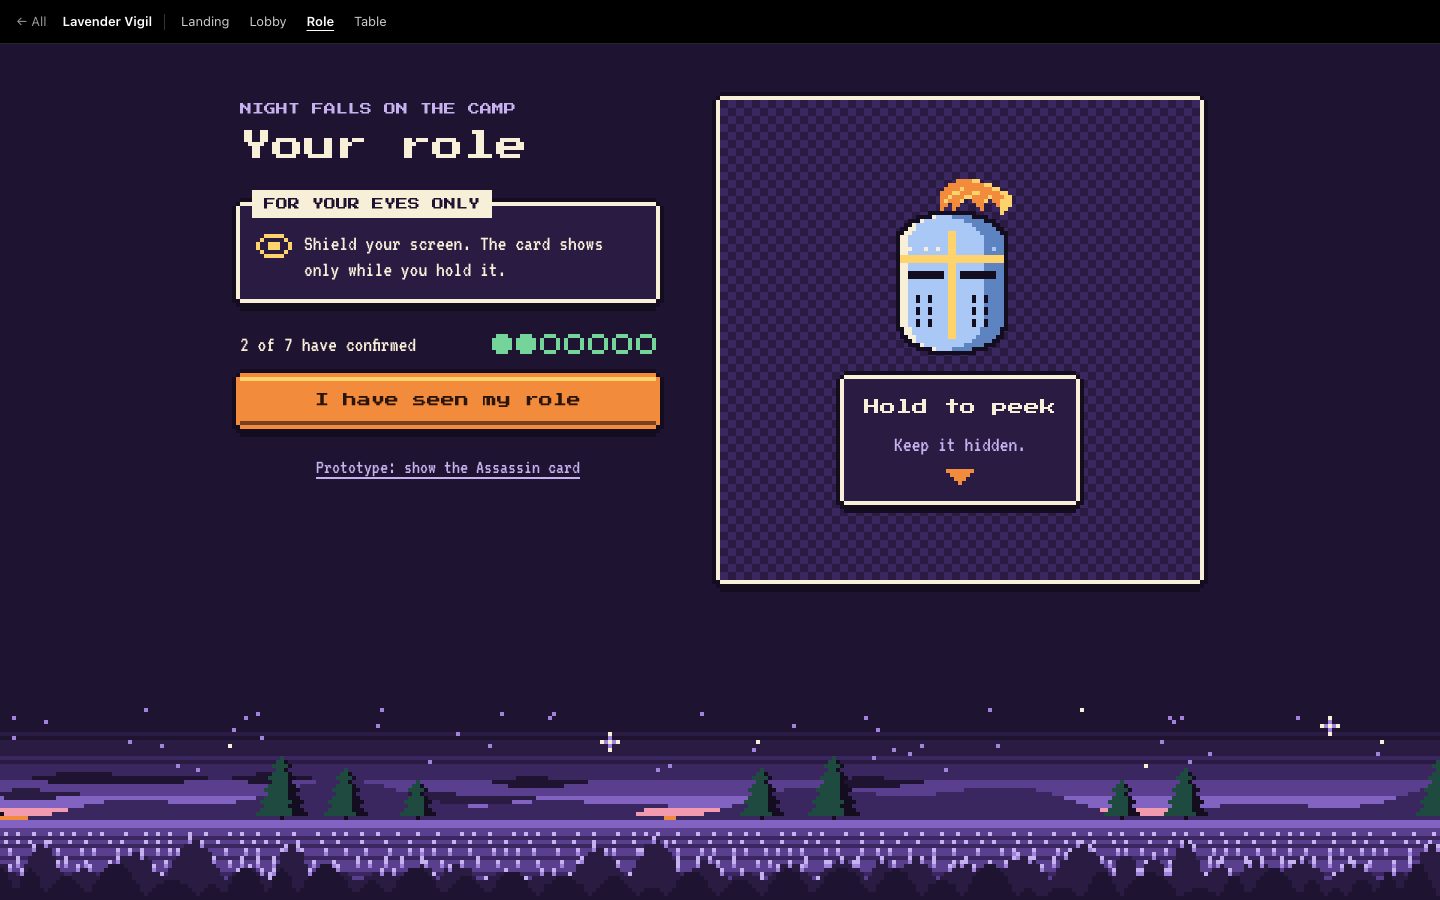 ← All Lavender Vigil Landing Lobby Role Table
NIGHT FALLS ON THE CAMP
Your role
FOR YOUR EYES ONLY
Shield your screen. The card shows
only while you hold it.
2 of 7 have confirmed
I have seen my role
Prototype: show the Assassin card
Hold to peek
Keep it hidden.